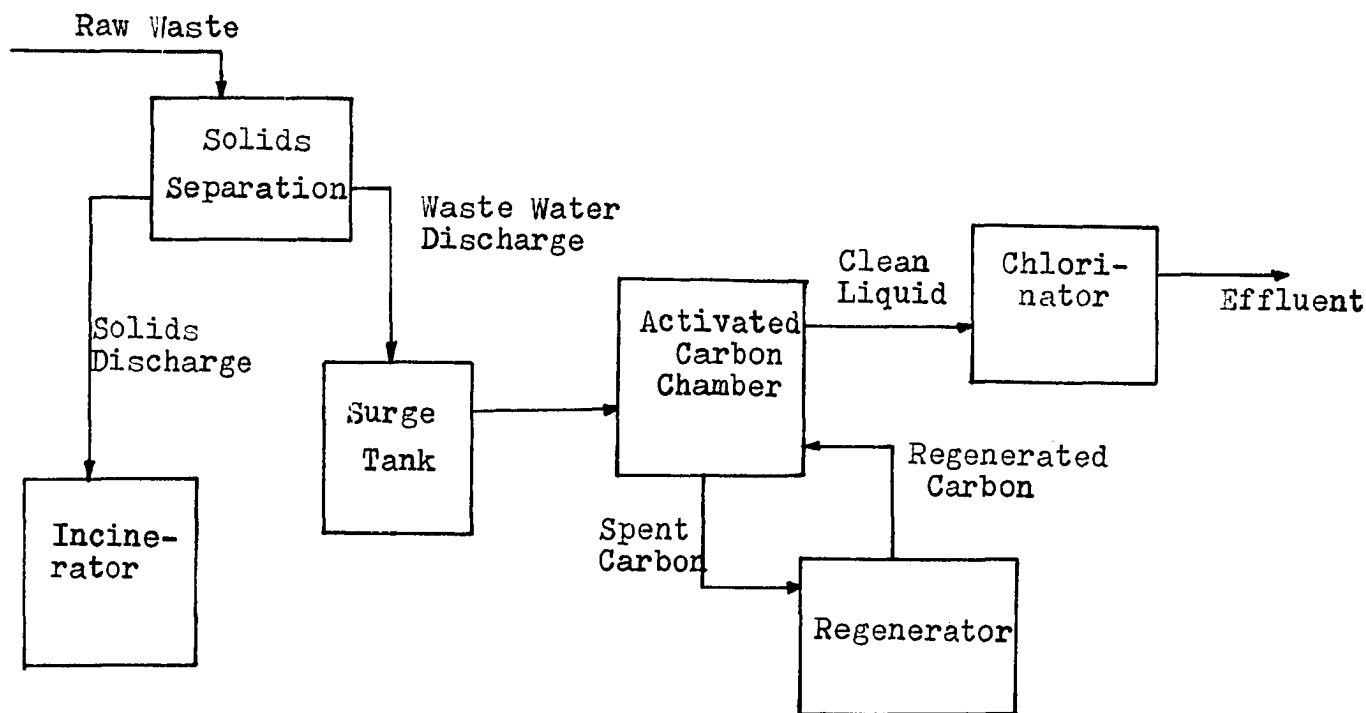 Raw Waste
Solids
Separation
Waste Water
Discharge
Solids
Discharge
Incine-
rator
Surge
Tank
Activated
Carbon
Chamber
Clean
Liquid
Chlori-
nator
Effluent
Spent
Carbon
Regenerated
Carbon
Regenerator